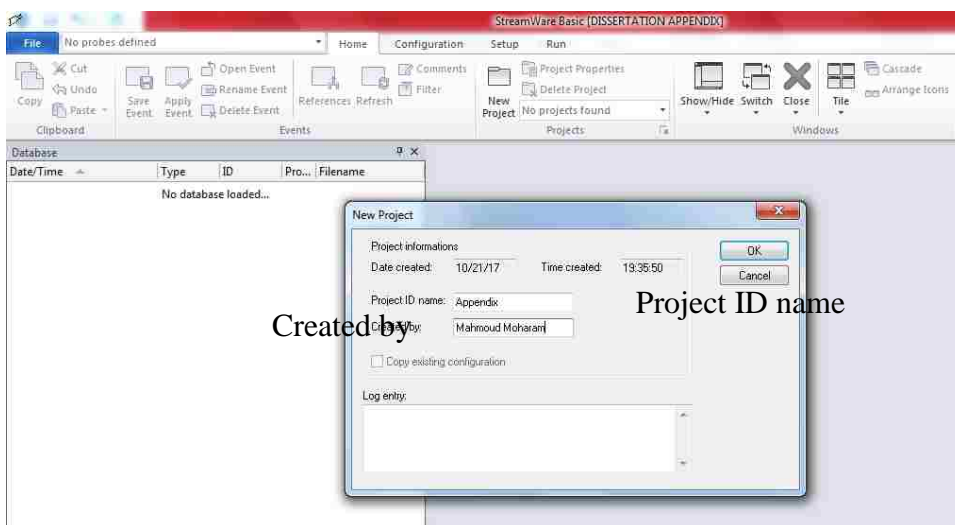 StreamWare Basic [DISSERTATION APPENDIX]
File No probes defined Home Configuration Setup Run
Copy Cut Undo Paste
Clipboard
Save Event Apply Event Open Event Rename Event Delete Event References Refresh Comments Filter
Events
New Project Project Properties Delete Project No projects found
Projects
Show/Hide Switch Close Tile Cascade Arrange Icons
Windows
Database
Date/Time Type ID Pro... Filename
No database loaded...
New Project
Project informations
Date created: 10/21/17 Time created: 19:35:50
OK
Cancel
Project ID name: Appendix
Project ID name
Created by: Mahmoud Moharam
Created by
Copy existing configuration
Log entry: